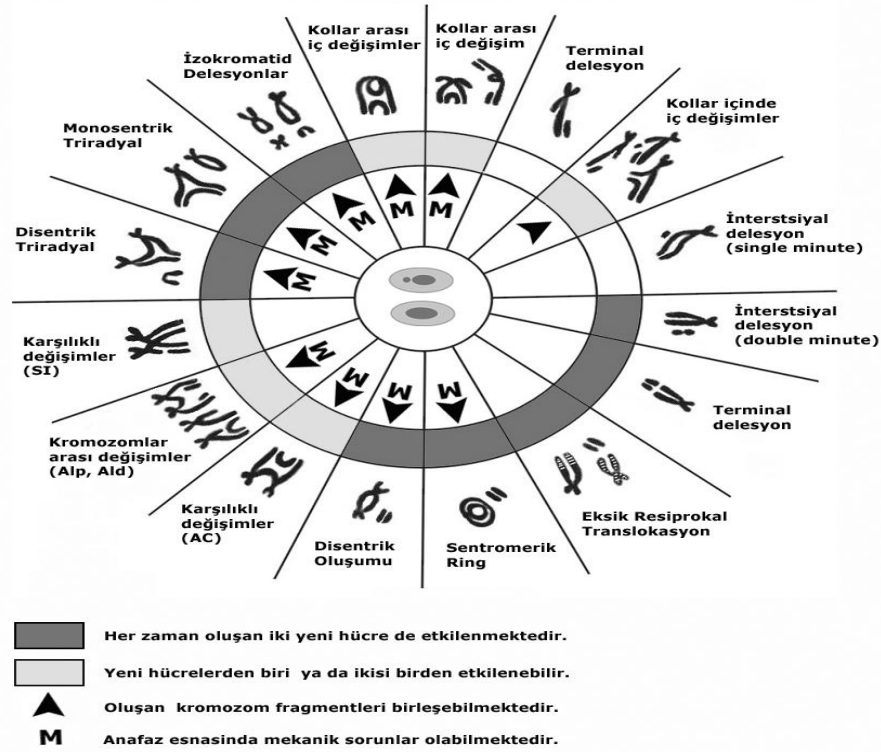 Kollar arası
iç değişimler
Kollar arası
iç değişim
Terminal
delesyon
Kollar içinde
iç değişimler
İnterstsiyal
delesyon
(single minute)
İnterstsiyal
delesyon
(double minute)
Terminal
delesyon
Eksik Resiprokal
Translokasyon
Sentromerik
Ring
Disentrik
Oluşumu
Karşılıklı
değişimler
(AC)
Kromozomlar
arası değişimler
(Alp, Ald)
Karşılıklı
değişimler
(SI)
Disentrik
Triradyal
Monosentrik
Triradyal
İzokromatid
Delesyonlar
M
M
M
M
M
M
M
M
M
Her zaman oluşan iki yeni hücre de etkilenmektedir.
Yeni hücrelerden biri ya da ikisi birden etkilenebilir.
Oluşan kromozom fragmentleri birleşebilmektedir.
M Anafaz esnasinda mekanik sorunlar olabilmektedir.